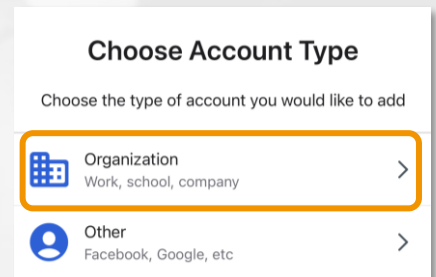 Choose Account Type
Choose the type of account you would like to add
Organization
Work, school, company
Other
Facebook, Google, etc